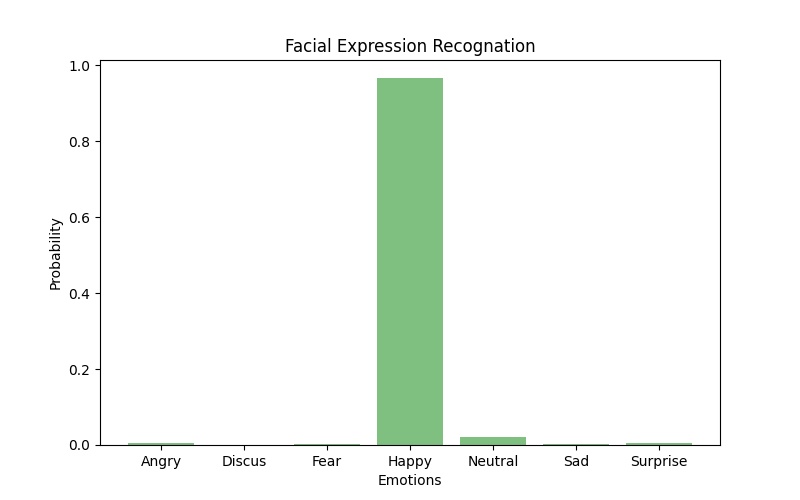 Facial Expression Recognation
1.0
0.8
0.6
0.4
0.2
0.0
Probability
Angry Discus Fear Happy Neutral Sad Surprise
Emotions